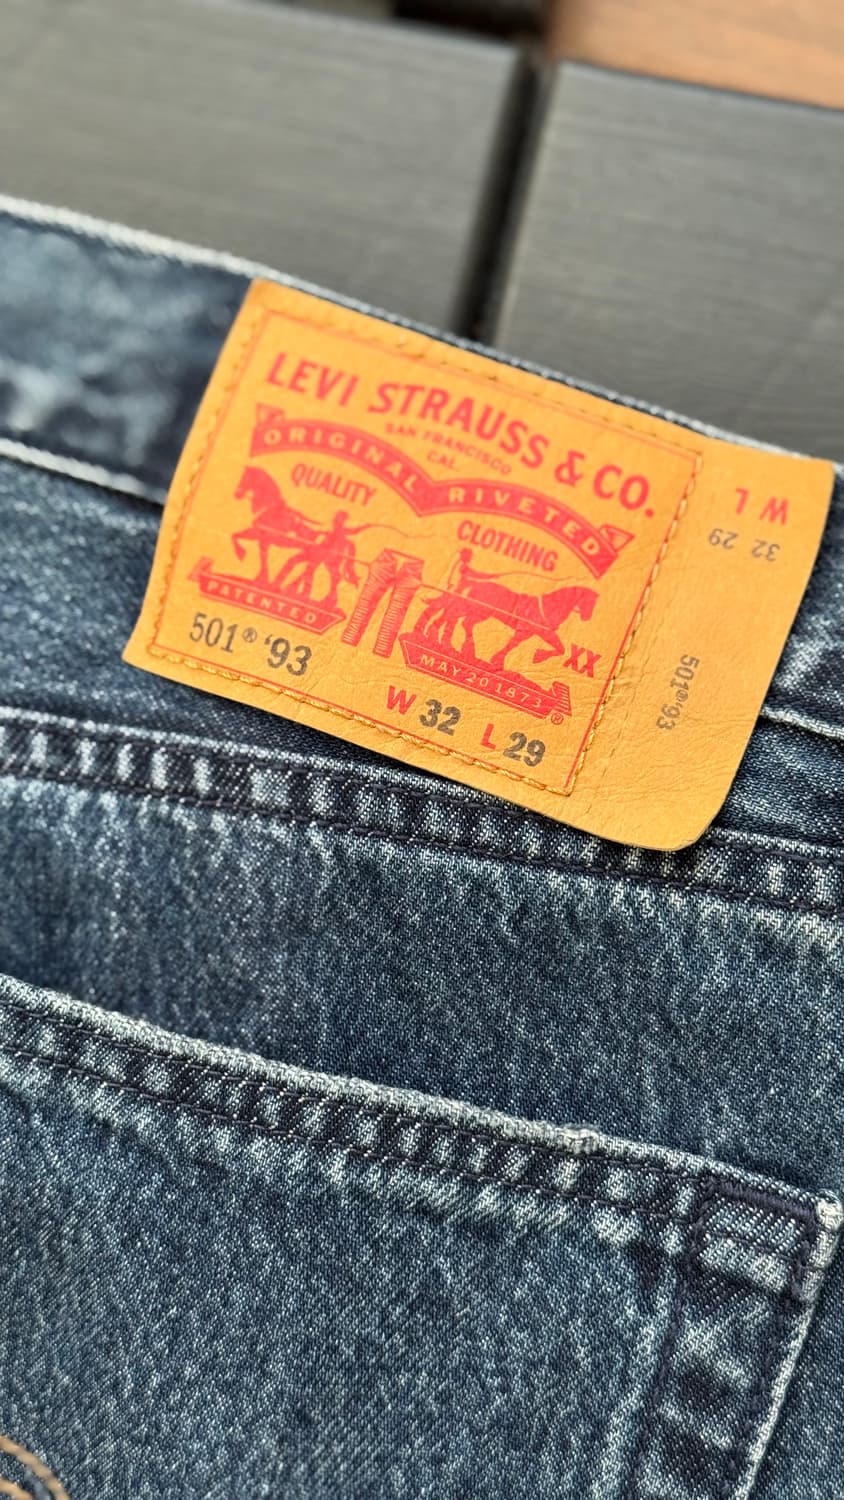 LEVI STRAUSS & CO.
SAN FRANCISCO
CAL.
ORIGINAL RIVETED
QUALITY
CLOTHING
PATENTED
XX
MAY 20 1873
®
501® '93
W 32 L 29
W L
32 29
501® '93